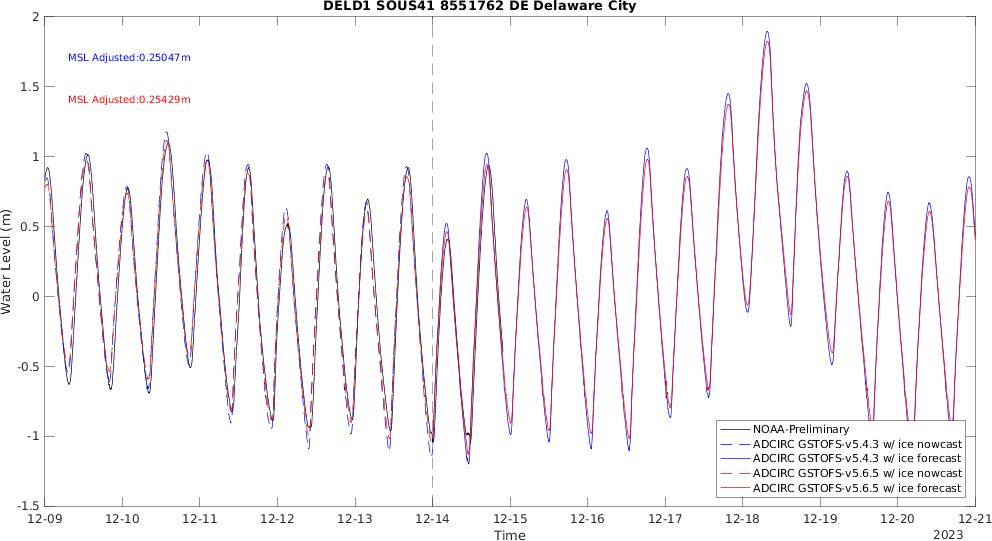 DELD1 SOUS41 8551762 DE Delaware City
MSL Adjusted:0.25047m
MSL Adjusted:0.25429m
Water Level (m)
2
1.5
1
0.5
0
-0.5
-1
-1.5
NOAA-Preliminary
ADCIRC GSTOFS-v5.4.3 w/ ice nowcast
ADCIRC GSTOFS-v5.4.3 w/ ice forecast
ADCIRC GSTOFS-v5.6.5 w/ ice nowcast
ADCIRC GSTOFS-v5.6.5 w/ ice forecast
12-09 12-10 12-11 12-12 12-13 12-14 12-15 12-16 12-17 12-18 12-19 12-20 12-21
Time
2023